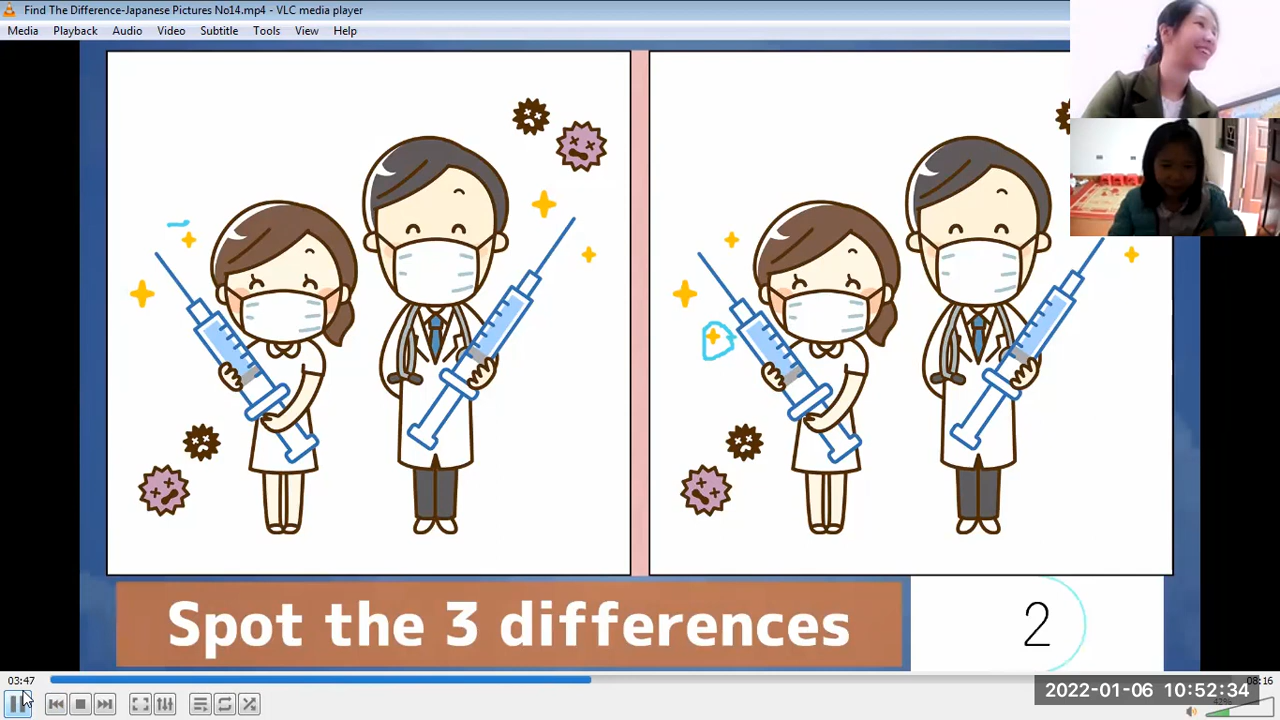 Find The Difference-Japanese Pictures No14.mp4 - VLC media player
Media Playback Audio Video Subtitle Tools View Help
Spot the 3 differences
2
03:47
08:16
2022-01-06 10:52:34